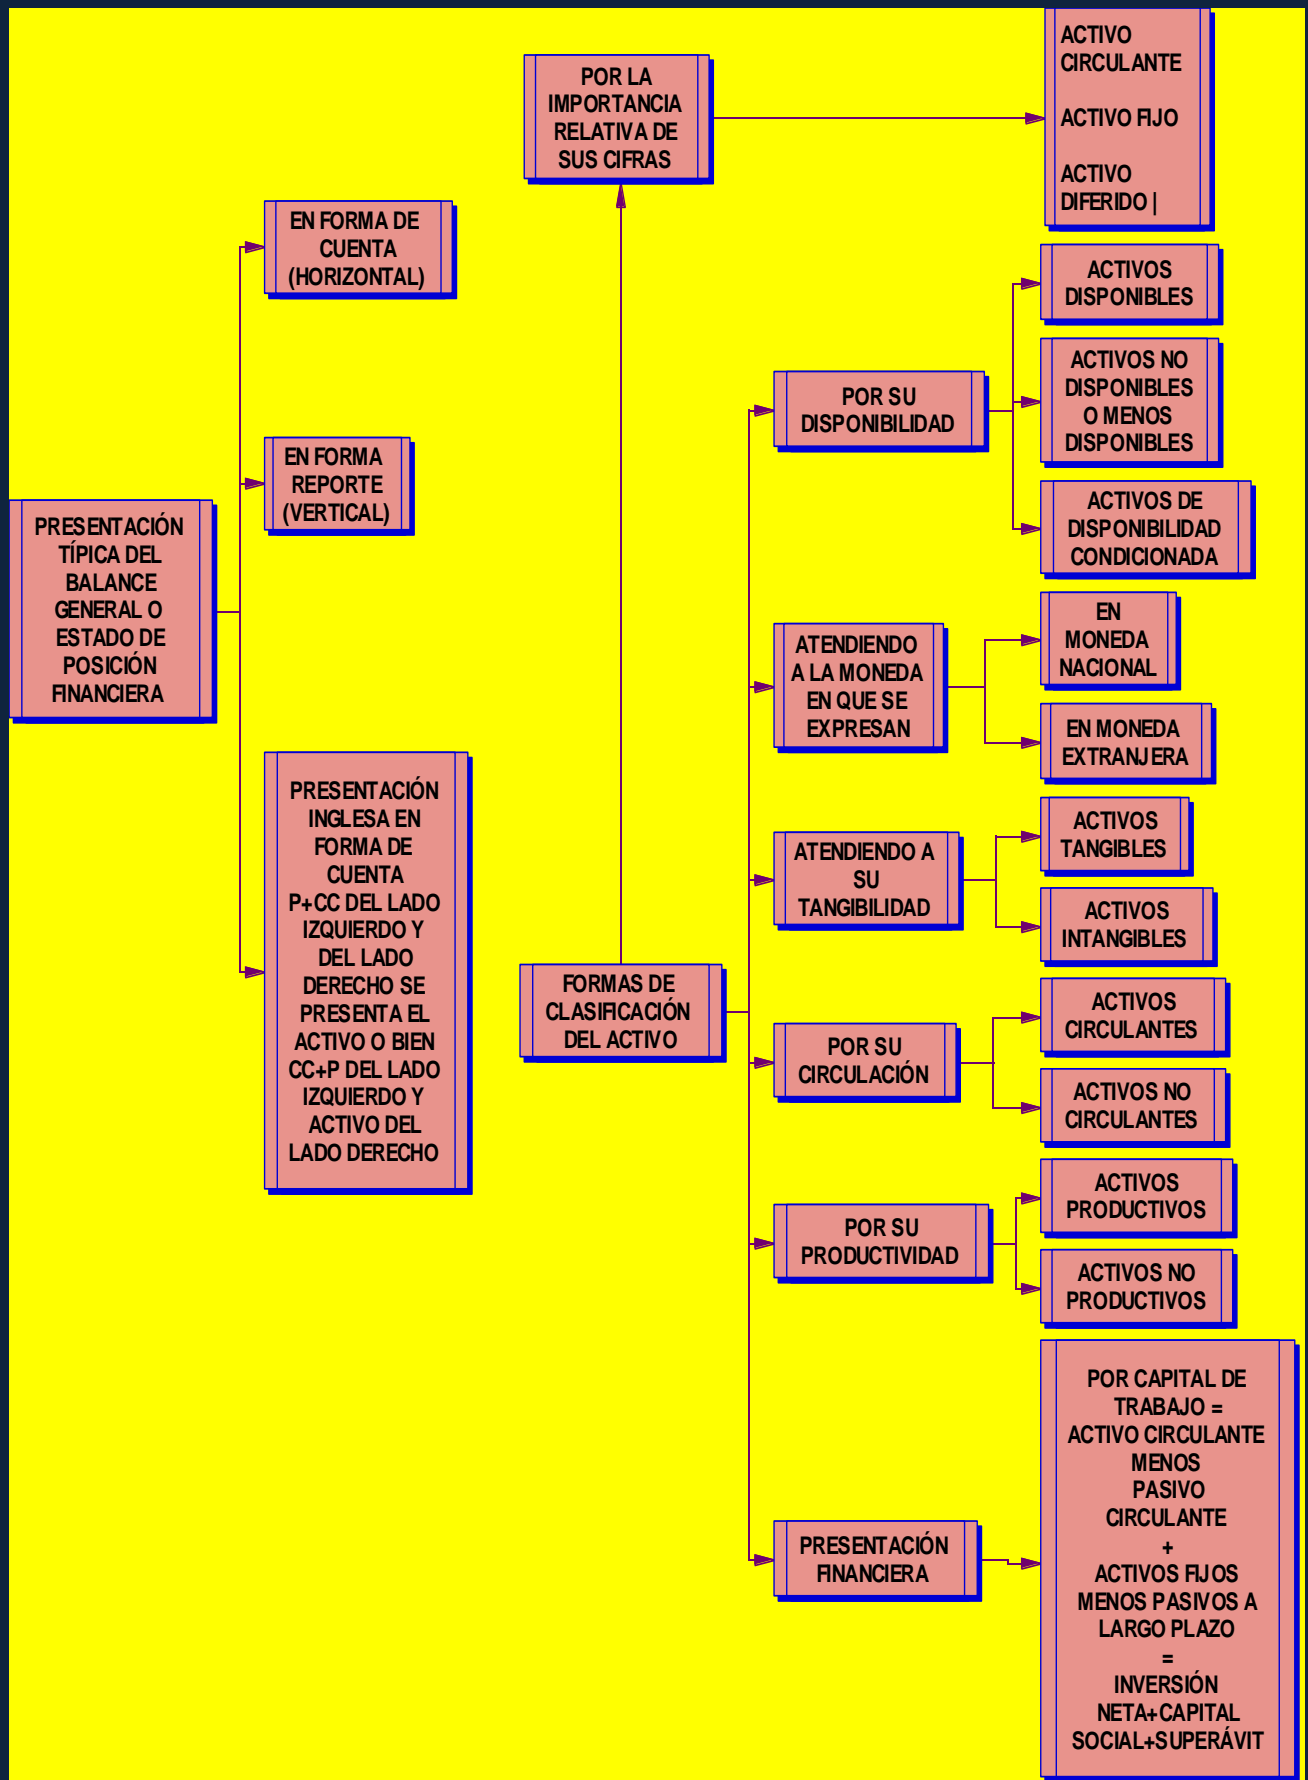 PRESENTACIÓN
TÍPICA DEL
BALANCE
GENERAL O
ESTADO DE
POSICIÓN
FINANCIERA
EN FORMA DE
CUENTA
(HORIZONTAL)
EN FORMA
REPORTE
(VERTICAL)
PRESENTACIÓN
INGLESA EN
FORMA DE
CUENTA
P+CC DEL LADO
IZQUIERDO Y
DEL LADO
DERECHO SE
PRESENTA EL
ACTIVO O BIEN
CC+P DEL LADO
IZQUIERDO Y
ACTIVO DEL
LADO DERECHO
FORMAS DE
CLASIFICACIÓN
DEL ACTIVO
POR LA
IMPORTANCIA
RELATIVA DE
SUS CIFRAS
ACTIVO
CIRCULANTE
ACTIVO FIJO
ACTIVO
DIFERIDO |
POR SU
DISPONIBILIDAD
ACTIVOS
DISPONIBLES
ACTIVOS NO
DISPONIBLES
O MENOS
DISPONIBLES
ACTIVOS DE
DISPONIBILIDAD
CONDICIONADA
ATENDIENDO
A LA MONEDA
EN QUE SE
EXPRESAN
EN
MONEDA
NACIONAL
EN MONEDA
EXTRANJERA
ATENDIENDO A
SU
TANGIBILIDAD
ACTIVOS
TANGIBLES
ACTIVOS
INTANGIBLES
POR SU
CIRCULACIÓN
ACTIVOS
CIRCULANTES
ACTIVOS NO
CIRCULANTES
POR SU
PRODUCTIVIDAD
ACTIVOS
PRODUCTIVOS
ACTIVOS NO
PRODUCTIVOS
PRESENTACIÓN
FINANCIERA
POR CAPITAL DE
TRABAJO =
ACTIVO CIRCULANTE
MENOS
PASIVO
CIRCULANTE
+
ACTIVOS FIJOS
MENOS PASIVOS A
LARGO PLAZO
=
INVERSIÓN
NETA+CAPITAL
SOCIAL+SUPERÁVIT